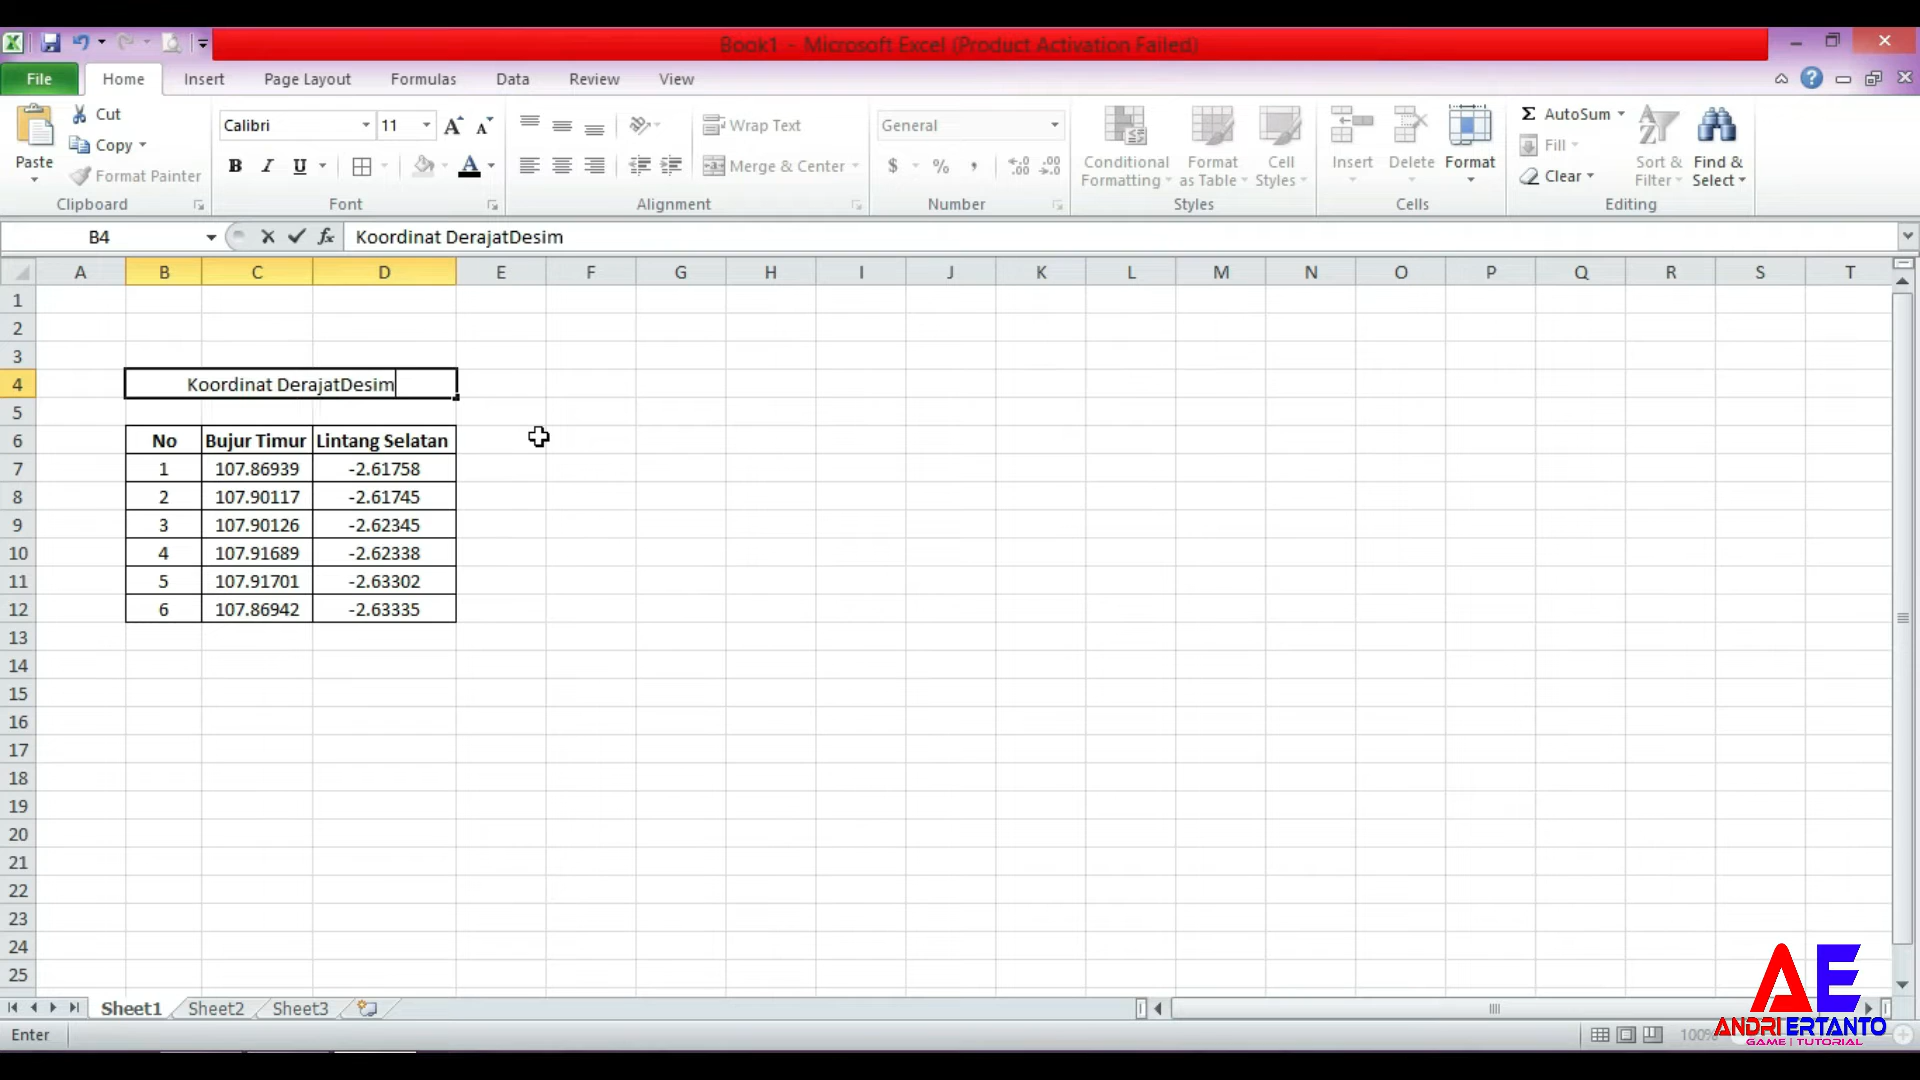 Book1 - Microsoft Excel (Product Activation Failed)
File Home Insert Page Layout Formulas Data Review View
Paste
Cut
Copy
Format Painter
Clipboard
Calibri 11
B I U
Font
Wrap Text
Merge & Center
Alignment
General
$ % ,
Number
Conditional Formatting
Format as Table
Cell Styles
Styles
Insert Delete Format
Cells
AutoSum
Fill
Clear
Sort & Filter
Find & Select
Editing
B4 fx Koordinat DerajatDesim
A B C D E F G H I J K L M N O P Q R S T
1
2
3
4 Koordinat DerajatDesim
5
6 No Bujur Timur Lintang Selatan
7 1 107.86939 -2.61758
8 2 107.90117 -2.61745
9 3 107.90126 -2.62345
10 4 107.91689 -2.62338
11 5 107.91701 -2.63302
12 6 107.86942 -2.63335
13
14
15
16
17
18
19
20
21
22
23
24
25
Sheet1 Sheet2 Sheet3
Enter 100%
AE
ANDRI ERTANTO
GAME | TUTORIAL